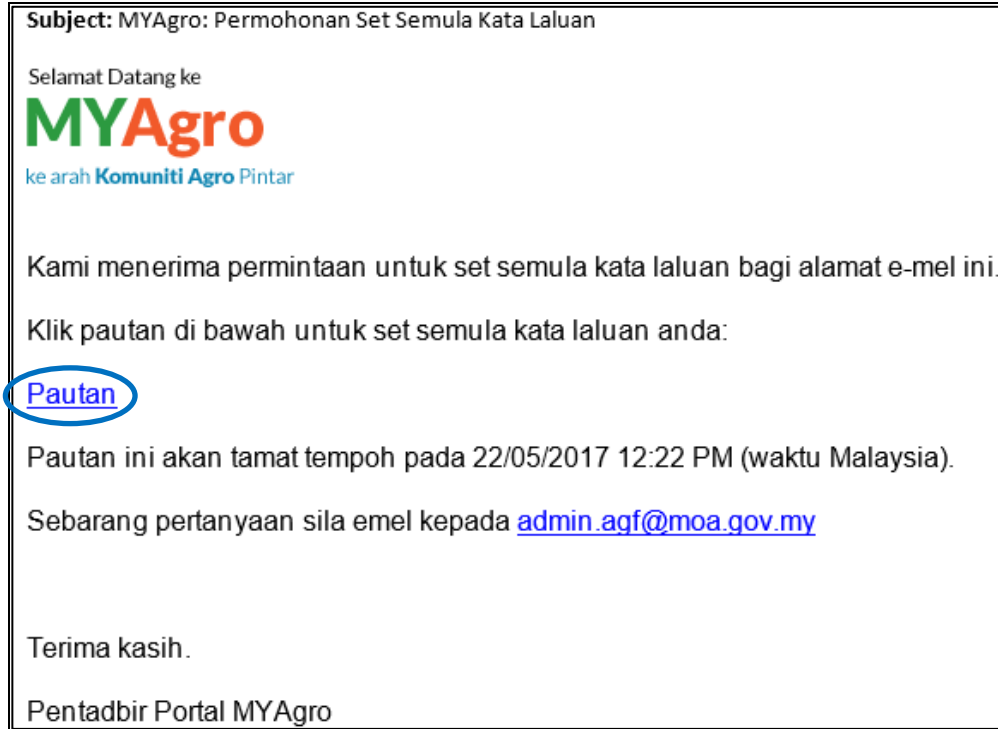 Subject: MYAgro: Permohonan Set Semula Kata Laluan
Selamat Datang ke
MYAgro
ke arah Komuniti Agro Pintar
Kami menerima permintaan untuk set semula kata laluan bagi alamat e-mel ini.
Klik pautan di bawah untuk set semula kata laluan anda:
Pautan
Pautan ini akan tamat tempoh pada 22/05/2017 12:22 PM (waktu Malaysia).
Sebarang pertanyaan sila emel kepada admin.agf@moa.gov.my
Terima kasih.
Pentadbir Portal MYAgro